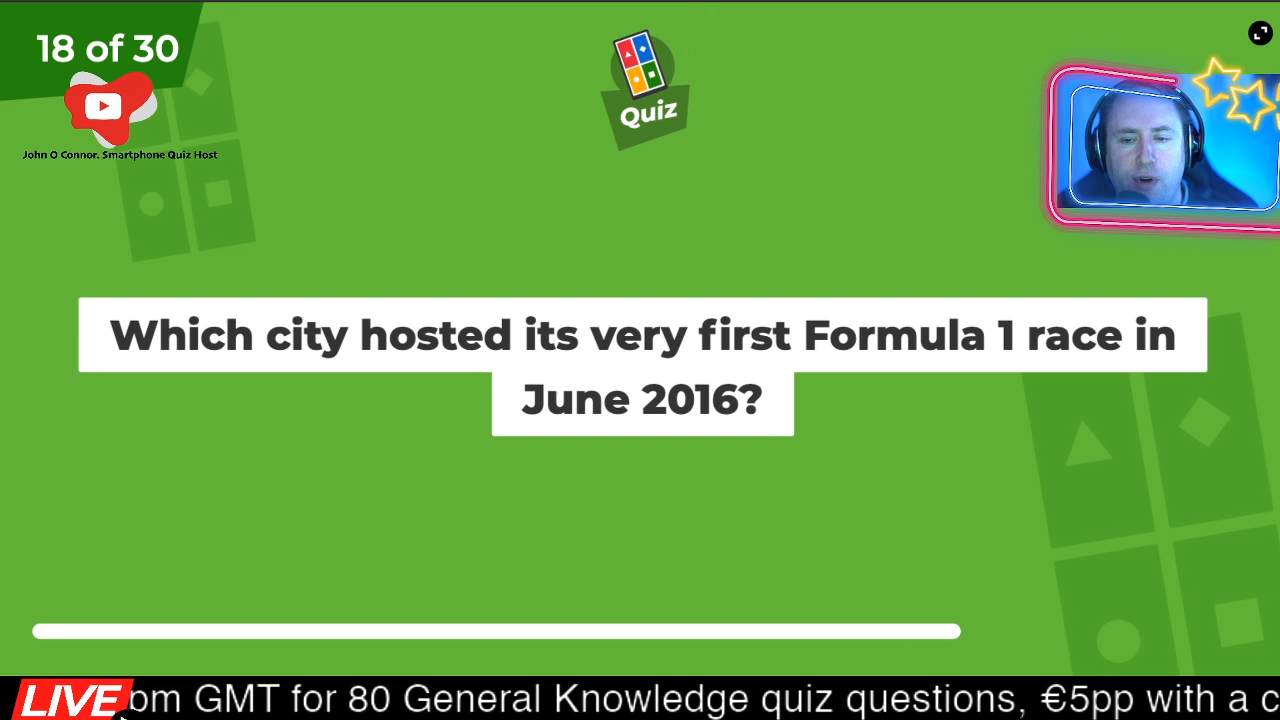 18 of 30
John O Connor. Smartphone Quiz Host
Quiz
Which city hosted its very first Formula 1 race in
June 2016?
LIVE
pm GMT for 80 General Knowledge quiz questions, €5pp with a c